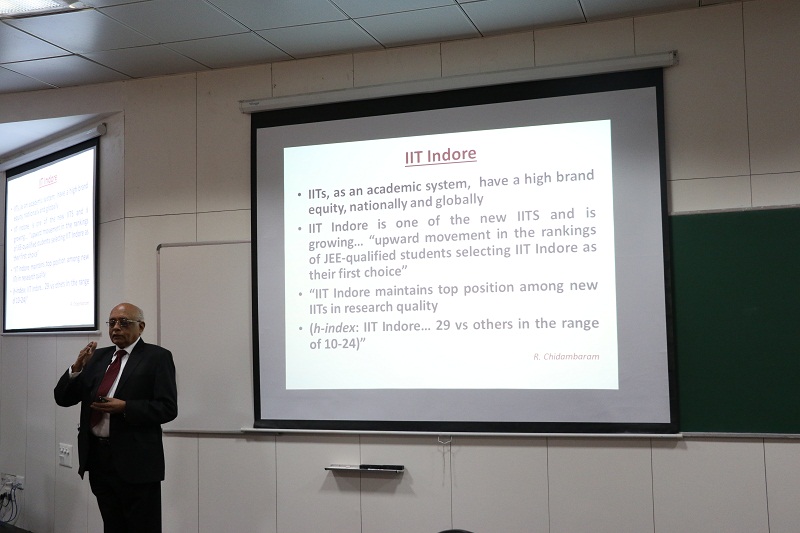 IIT Indore
• IITs, as an academic system, have a high brand
equity, nationally and globally
• IIT Indore is one of the new IITS and is
growing… “upward movement in the rankings
of JEE-qualified students selecting IIT Indore as
their first choice”
• “IIT Indore maintains top position among new
IITs in research quality
• (h-index: IIT Indore… 29 vs others in the range
of 10-24)”
R. Chidambaram
IIT Indore